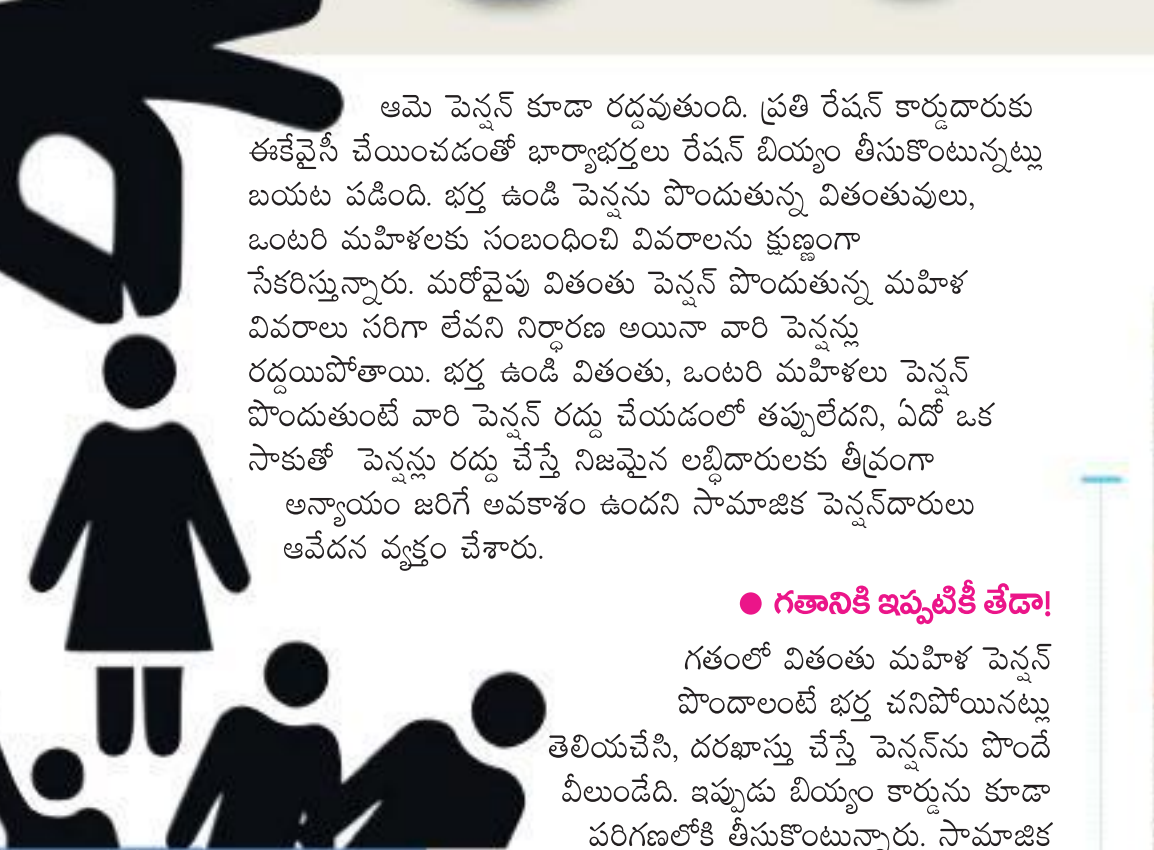 ఆమె పెన్షన్ కూడా రద్దవుతుంది. ప్రతి రేషన్ కార్డుదారుకు
ఈకేవైసీ చేయించడంతో భార్యాభర్తలు రేషన్ బియ్యం తీసుకొంటున్నట్లు
బయట పడింది. భర్త ఉండి పెన్షను పొందుతున్న వితంతువులు,
ఒంటరి మహిళలకు సంబంధించి వివరాలను క్షుణ్ణంగా
సేకరిస్తున్నారు. మరోవైపు వితంతు పెన్షన్ పొందుతున్న మహిళ
వివరాలు సరిగా లేవని నిర్ధారణ అయినా వారి పెన్షన్లు
రద్దయిపోతాయి. భర్త ఉండి వితంతు, ఒంటరి మహిళలు పెన్షన్
పొందుతుంటే వారి పెన్షన్ రద్దు చేయడంలో తప్పులేదని, ఏదో ఒక
సాకుతో పెన్షన్లు రద్దు చేస్తే నిజమైన లబ్ధిదారులకు తీవ్రంగా
అన్యాయం జరిగే అవకాశం ఉందని సామాజిక పెన్షన్‌దారులు
ఆవేదన వ్యక్తం చేశారు.
● గతానికి ఇప్పటికీ తేడా!
గతంలో వితంతు మహిళ పెన్షన్
పొందాలంటే భర్త చనిపోయినట్లు
తెలియచేసి, దరఖాస్తు చేస్తే పెన్షన్‌ను పొందే
వీలుండేది. ఇప్పుడు బియ్యం కార్డును కూడా
పరిగణలోకి తీసుకొంటున్నారు. సామాజిక